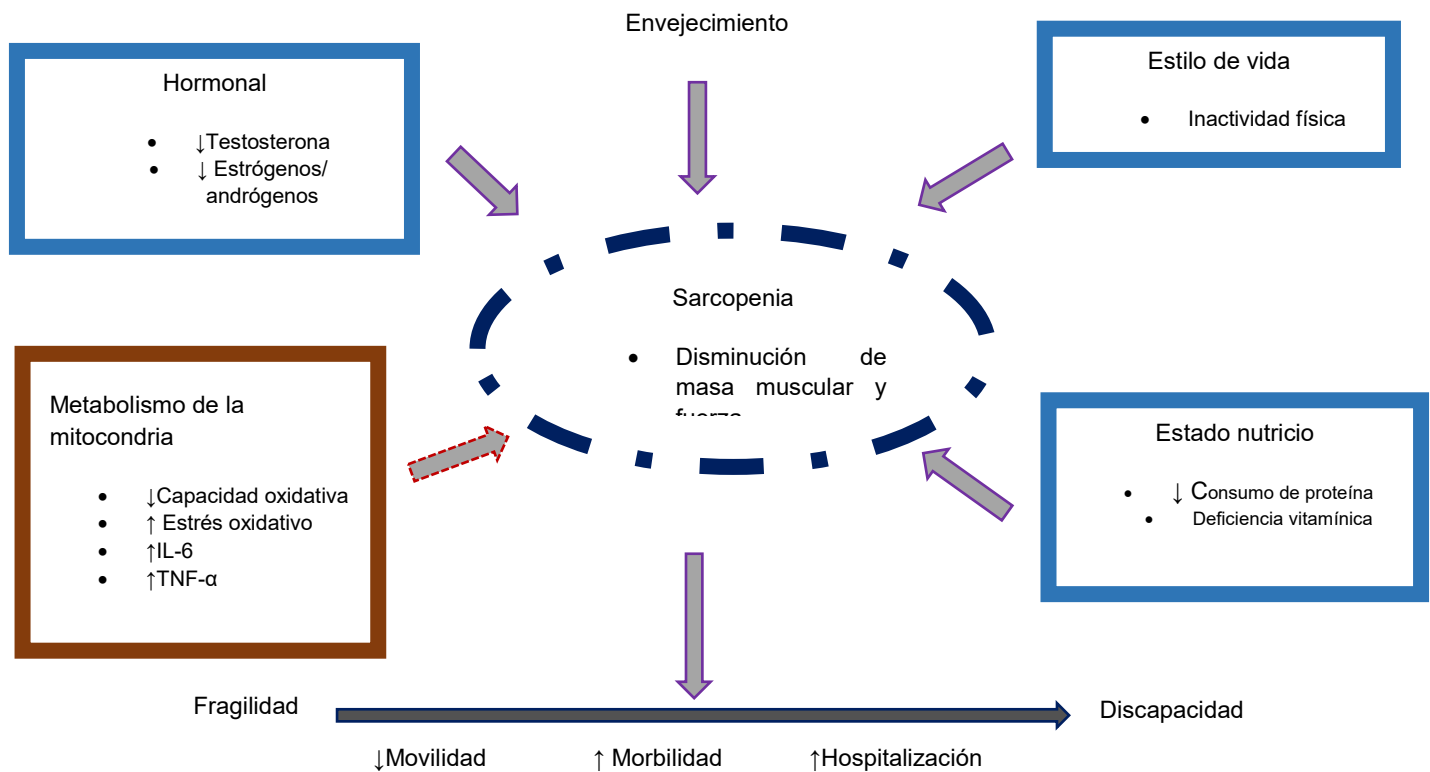 Envejecimiento
Hormonal
• ↓Testosterona
• ↓ Estrógenos/
andrógenos
Estilo de vida
• Inactividad física
Sarcopenia
• Disminución de
masa muscular y
fuerza
Metabolismo de la
mitocondria
• ↓Capacidad oxidativa
• ↑ Estrés oxidativo
• ↑IL-6
• ↑TNF-α
Estado nutricio
• ↓ Consumo de proteína
• Deficiencia vitamínica
Fragilidad
Discapacidad
↓Movilidad ↑ Morbilidad ↑Hospitalización